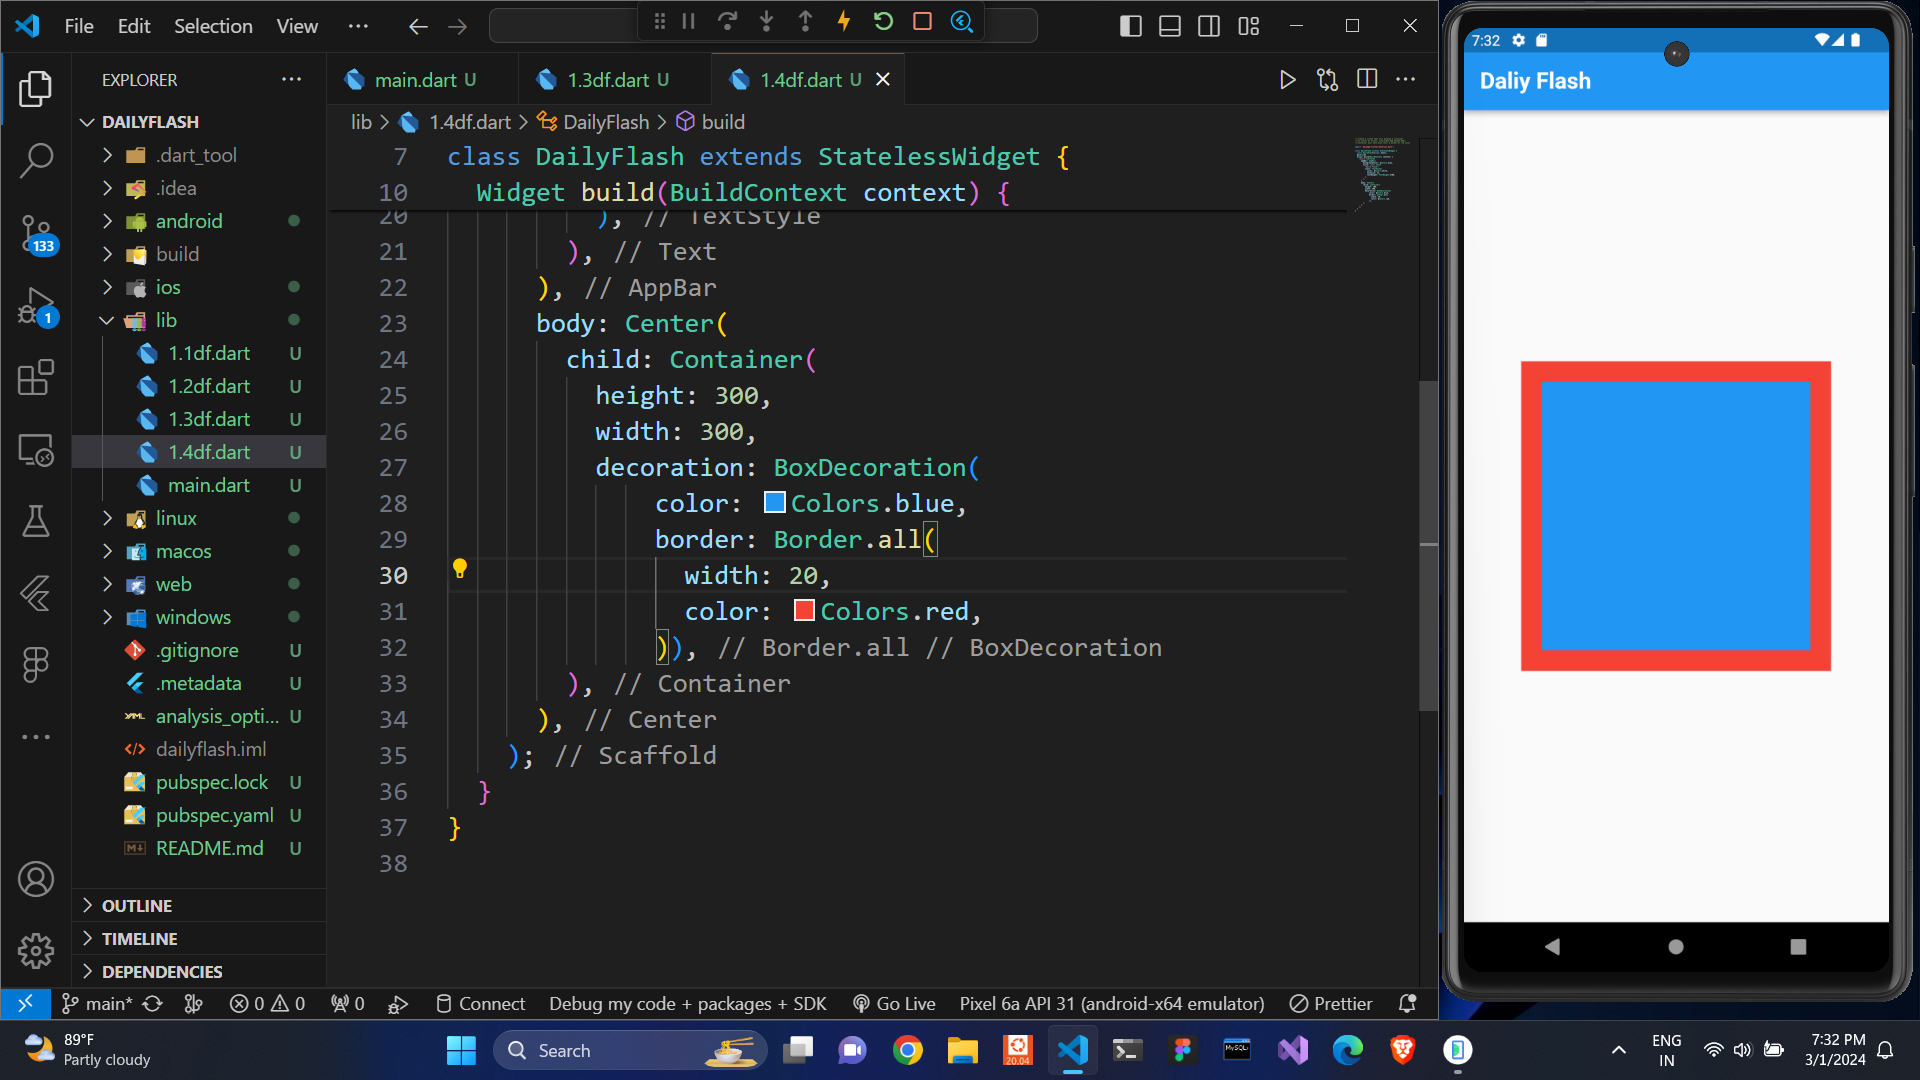 File Edit Selection View ···
EXPLORER ···
DAILYFLASH
.dart_tool
.idea
android
build
ios
lib
1.1df.dart U
1.2df.dart U
1.3df.dart U
1.4df.dart U
main.dart U
linux
macos
web
windows
.gitignore U
.metadata U
analysis_opti... U
dailyflash.iml
pubspec.lock U
pubspec.yaml U
README.md U
OUTLINE
TIMELINE
DEPENDENCIES
133
1
main.dart U 1.3df.dart U 1.4df.dart U
lib > 1.4df.dart > DailyFlash > build
7 class DailyFlash extends StatelessWidget {
10 Widget build(BuildContext context) {
20 ), // TextStyle
21 ), // Text
22 ), // AppBar
23 body: Center(
24 child: Container(
25 height: 300,
26 width: 300,
27 decoration: BoxDecoration(
28 color: Colors.blue,
29 border: Border.all(
30 width: 20,
31 color: Colors.red,
32 )), // Border.all // BoxDecoration
33 ), // Container
34 ), // Center
35 ); // Scaffold
36 }
37 }
38
main* 0 0 0 Connect Debug my code + packages + SDK Go Live Pixel 6a API 31 (android-x64 emulator) Prettier
7:32
Daliy Flash
89°F
Partly cloudy
Search
20.04
MySQL
ENG
IN
7:32 PM
3/1/2024